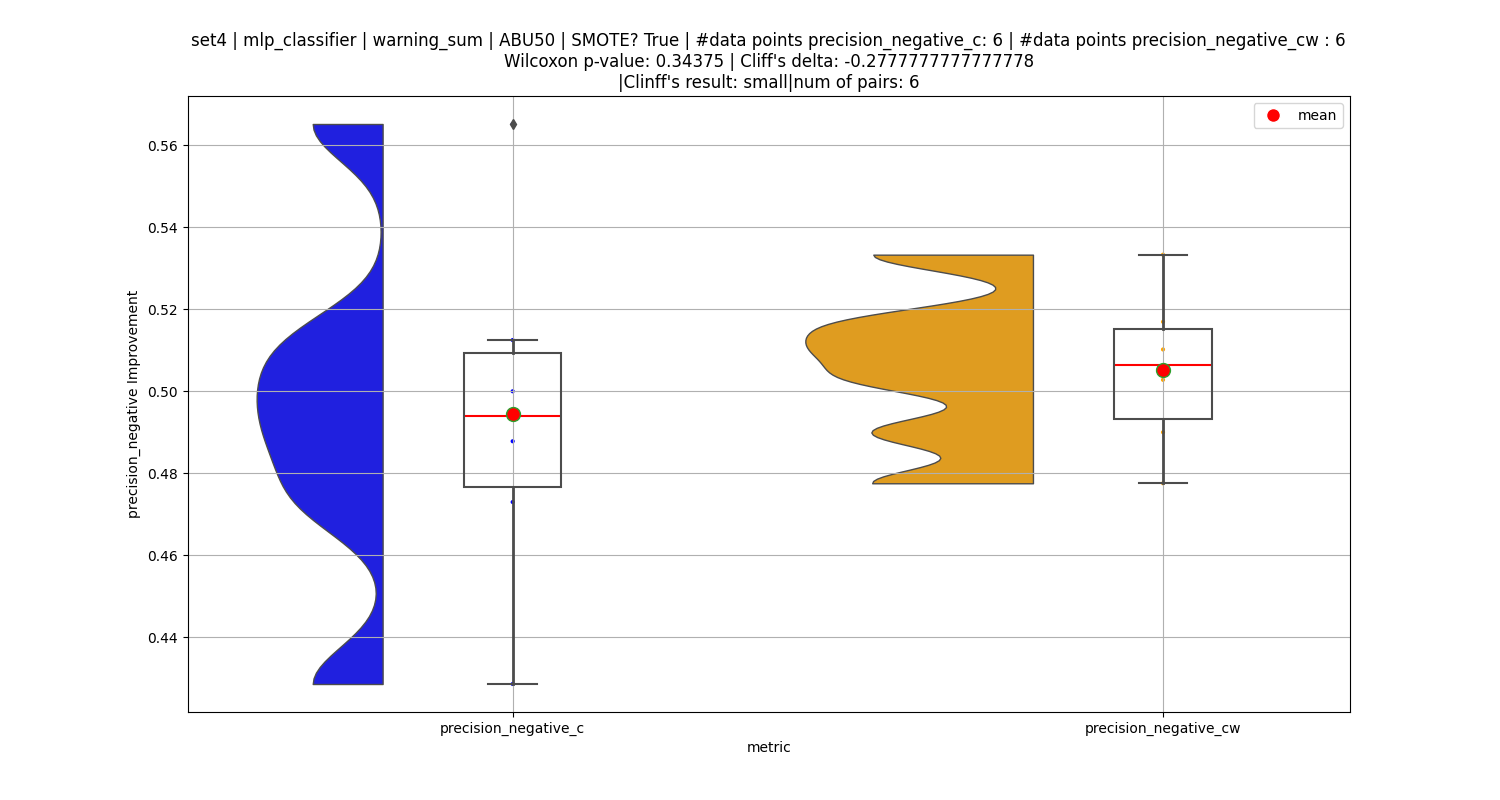 set4 | mlp_classifier | warning_sum | ABU50 | SMOTE? True | #data points precision_negative_c: 6 | #data points precision_negative_cw : 6
Wilcoxon p-value: 0.34375 | Cliff's delta: -0.2777777777777778
|Clinff's result: small|num of pairs: 6
mean
precision_negative Improvement
0.56
0.54
0.52
0.50
0.48
0.46
0.44
precision_negative_c
precision_negative_cw
metric